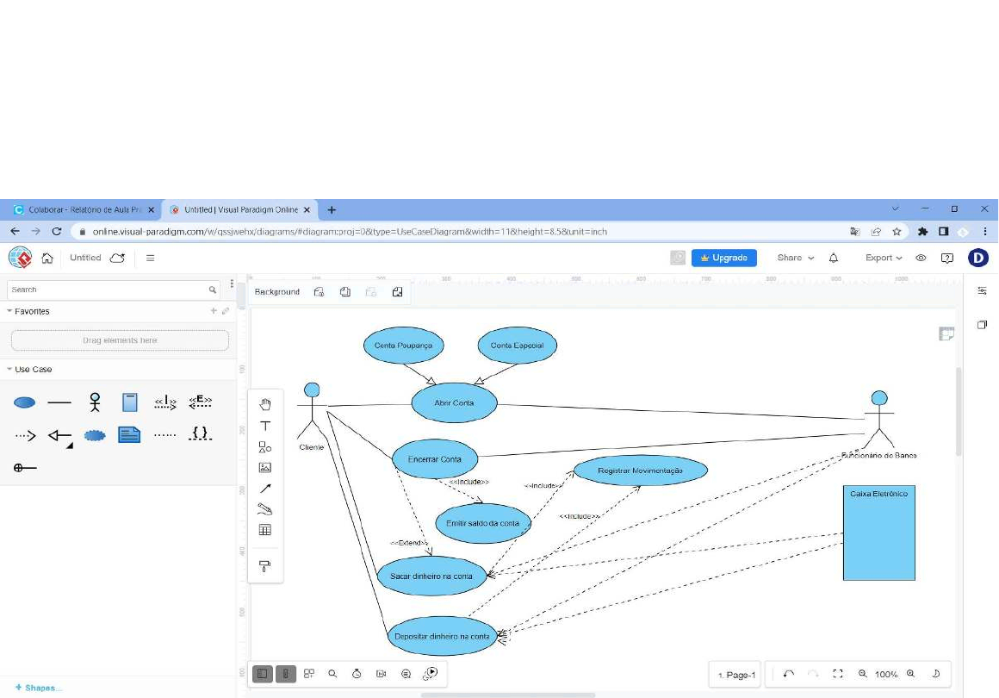 Colaborar - Relatório de Aula Pra
Untitled | Visual Paradigm Online
online.visual-paradigm.com/w/qssjwehx/diagrams/#diagram:proj=0&type=UseCaseDiagram&width=11&height=8.5&unit=inch
Untitled
Upgrade
Share
Export
D
Search
Background
Favorites
Drag elements here
Use Case
<<I>>
<<E>>
{ }
Conta Poupança
Conta Especial
Abrir Conta
Cliente
Funcionário do Banco
Encerrar Conta
Registrar Movimentação
<<Include>>
<<Include>>
Caixa Eletrônico
<<Include>>
Emitir saldo da conta
<<Extend>>
Sacar dinheiro na conta
Depositar dinheiro na conta
+ Shapes...
1. Page-1
100%